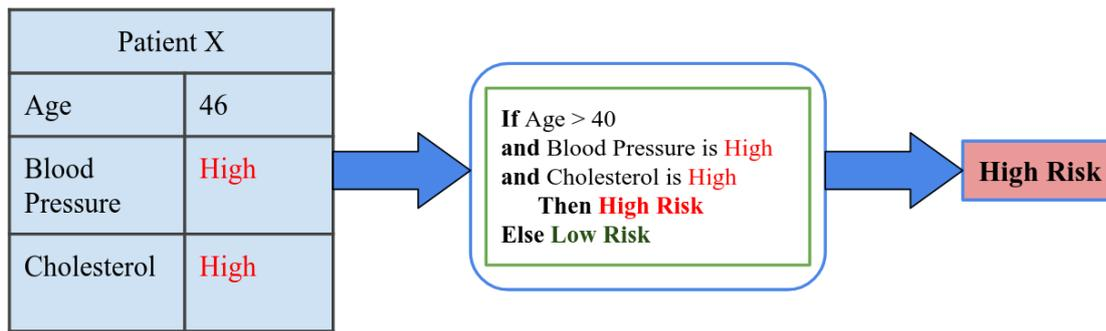 Patient X
Age 46
Blood High
Pressure
Cholesterol High
If Age > 40
and Blood Pressure is High
and Cholesterol is High
Then High Risk
Else Low Risk
High Risk